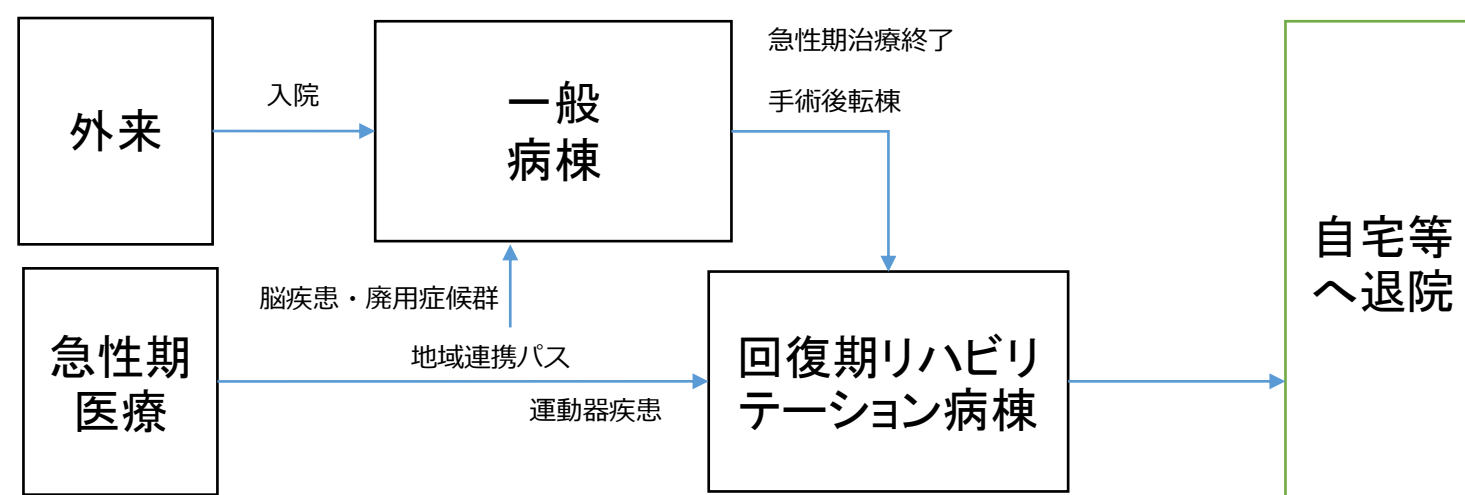 外来
入院
一般
病棟
急性期治療終了
手術後転棟
急性期
医療
脳疾患・廃用症候群
地域連携パス
運動器疾患
回復期リハビリ
テーション病棟
自宅等
へ退院